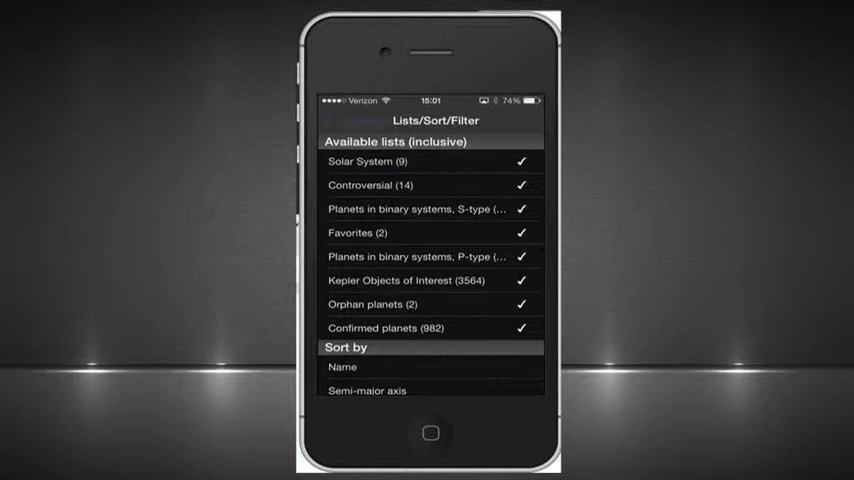 Verizon 15:01 74%
Lists/Sort/Filter
Available lists (inclusive)
Solar System (9)
Controversial (14)
Planets in binary systems, S-type (...
Favorites (2)
Planets in binary systems, P-type (...
Kepler Objects of Interest (3564)
Orphan planets (2)
Confirmed planets (982)
Sort by
Name
Semi-major axis